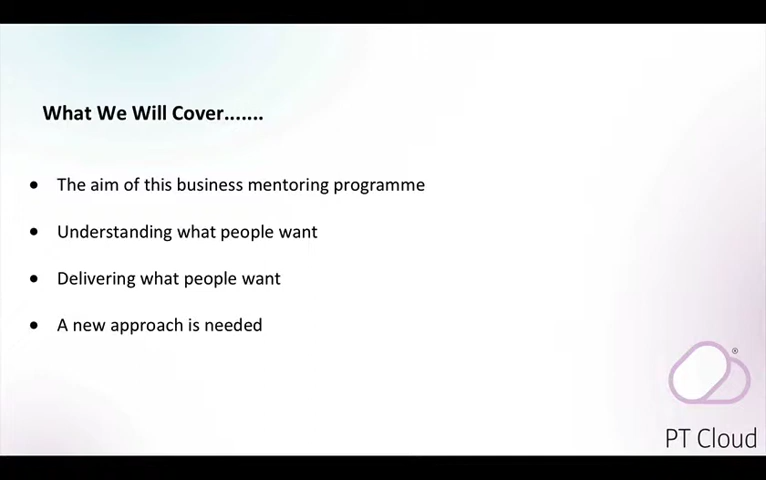 What We Will Cover.......
● The aim of this business mentoring programme
● Understanding what people want
● Delivering what people want
● A new approach is needed
®
PT Cloud